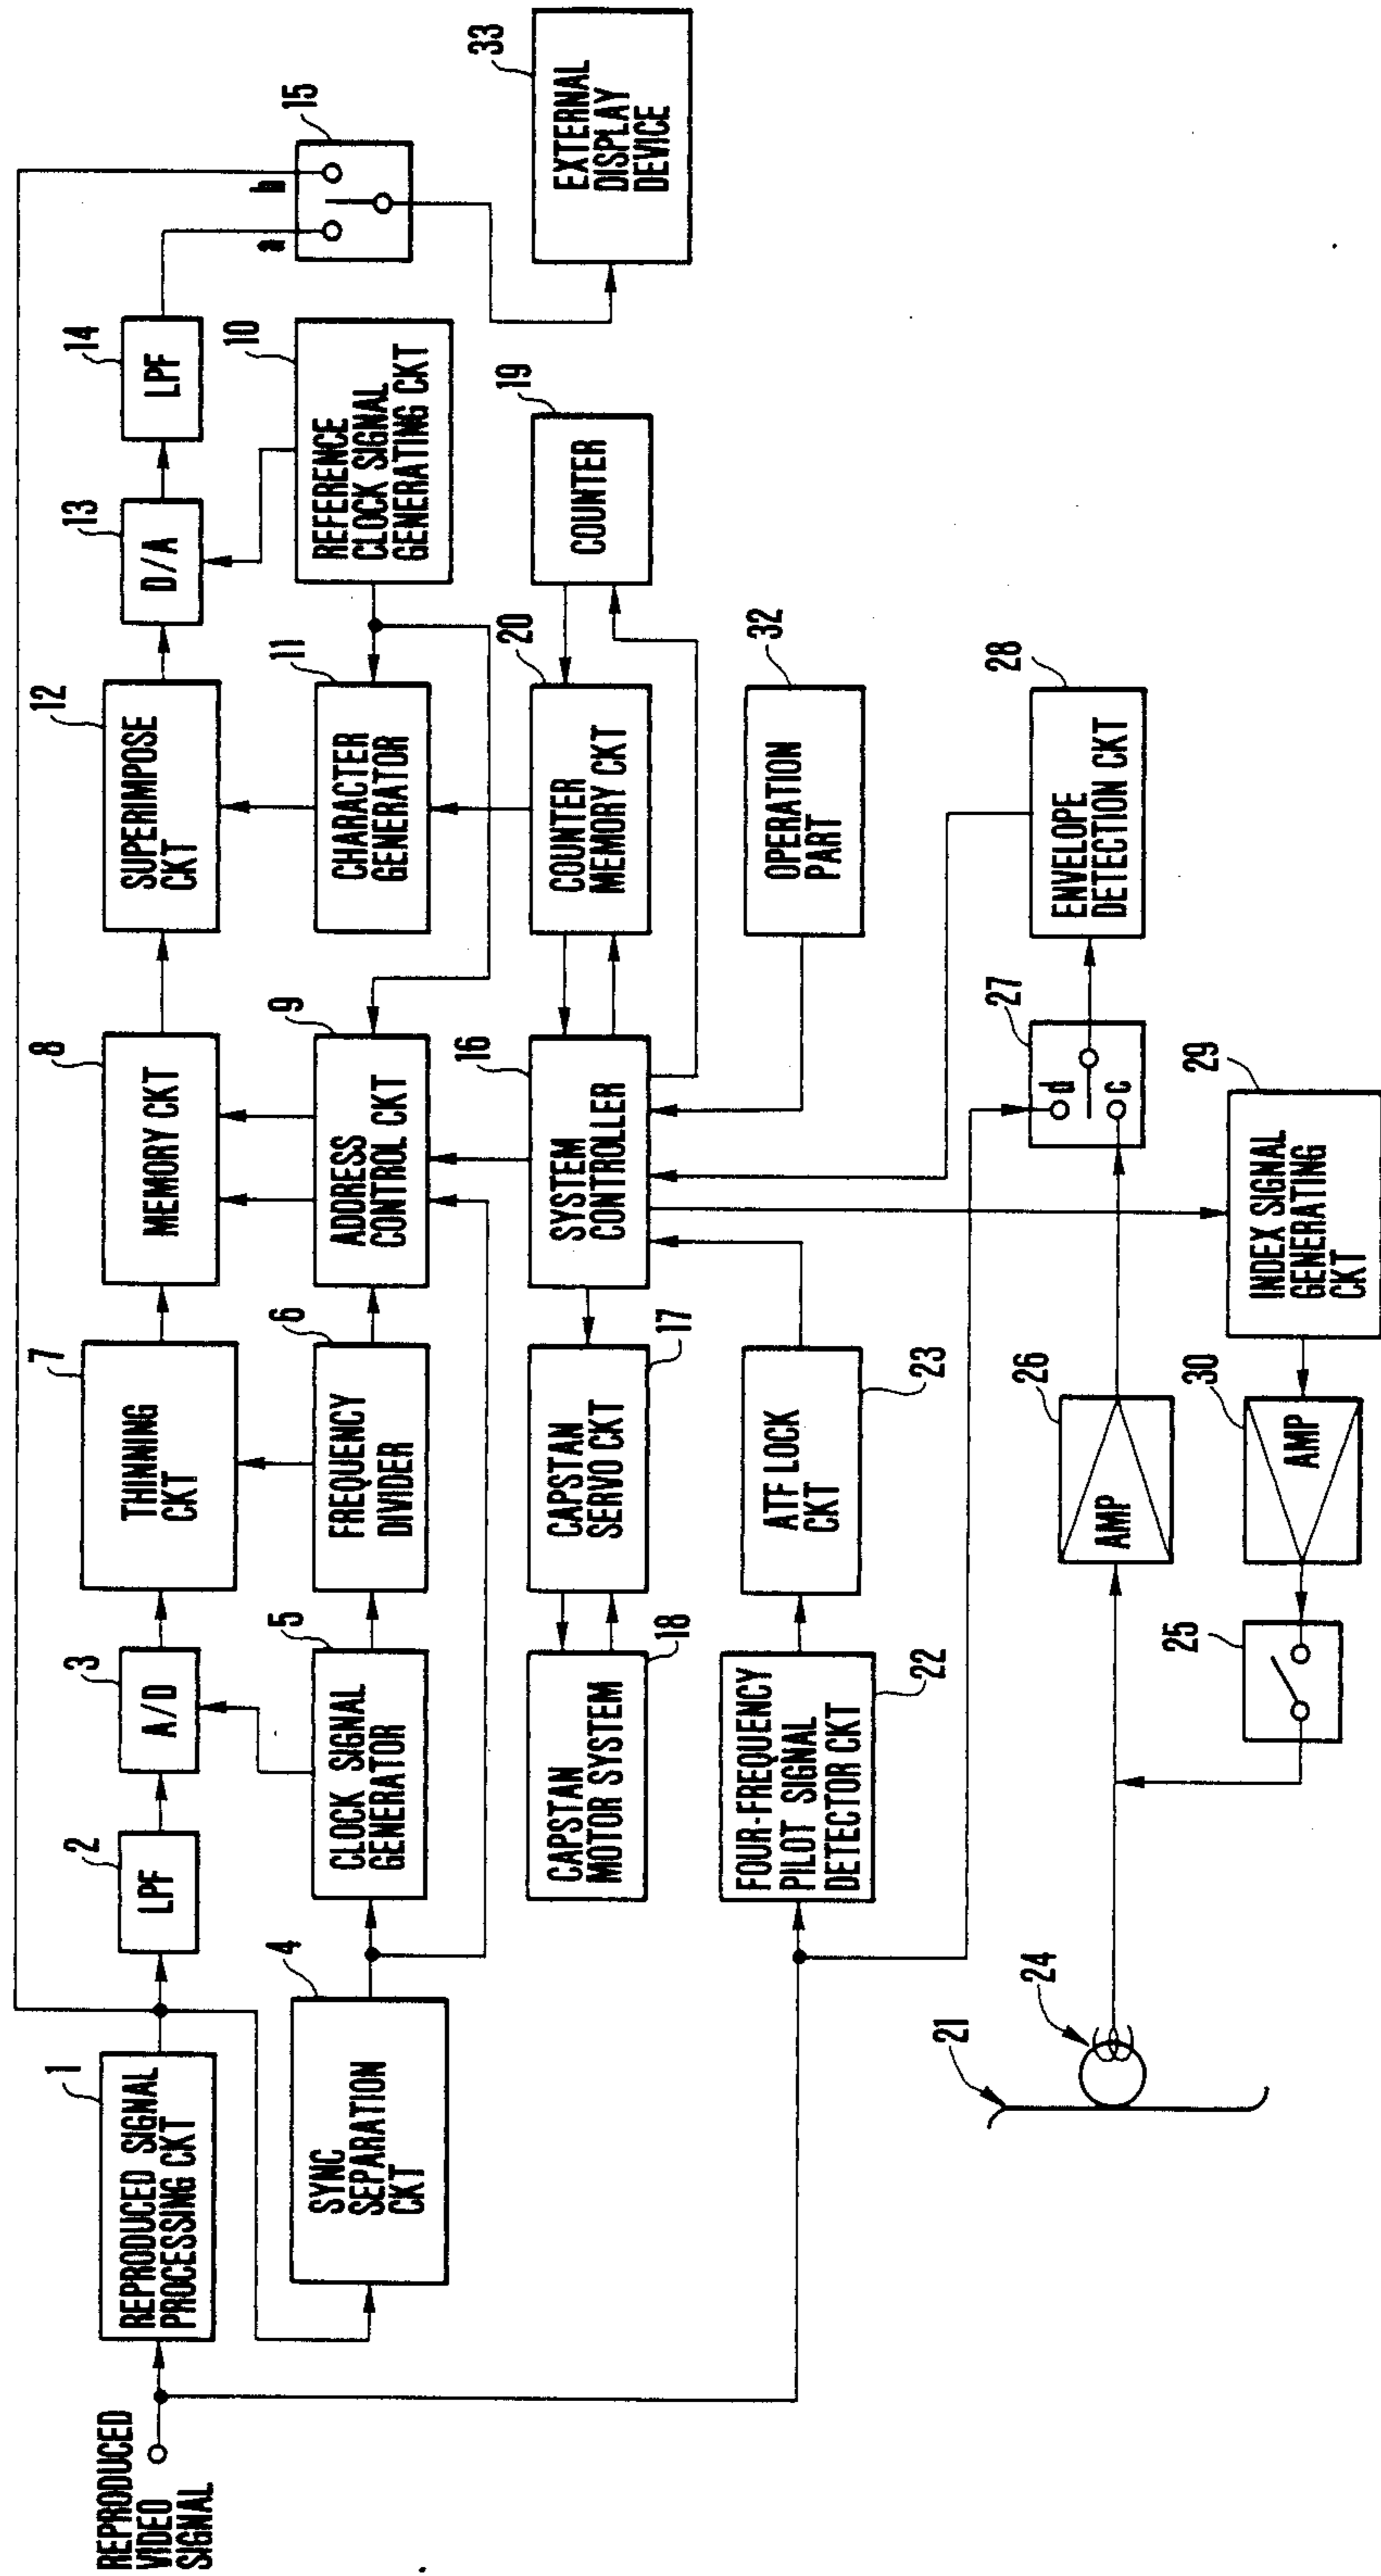 REPRODUCED
VIDEO
SIGNAL
1
REPRODUCED SIGNAL
PROCESSING CKT
2
LPF
3
A/D
7
THINNING
CKT
8
MEMORY CKT
12
SUPERIMPOSE
CKT
13
D/A
14
LPF
a
b
15
4
SYNC
SEPARATION
CKT
5
CLOCK SIGNAL
GENERATOR
6
FREQUENCY
DIVIDER
9
ADDRESS
CONTROL CKT
11
CHARACTER
GENERATOR
10
REFERENCE
CLOCK SIGNAL
GENERATING CKT
CAPSTAN
MOTOR SYSTEM
18
CAPSTAN
SERVO CKT
17
16
SYSTEM
CONTROLLER
20
COUNTER
MEMORY CKT
19
COUNTER
33
EXTERNAL
DISPLAY
DEVICE
FOUR-FREQUENCY
PILOT SIGNAL
DETECTOR CKT
22
ATF LOCK
CKT
23
OPERATION
PART
32
21
24
26
AMP
27
d
c
28
ENVELOPE
DETECTION CKT
25
30
AMP
29
INDEX SIGNAL
GENERATING
CKT